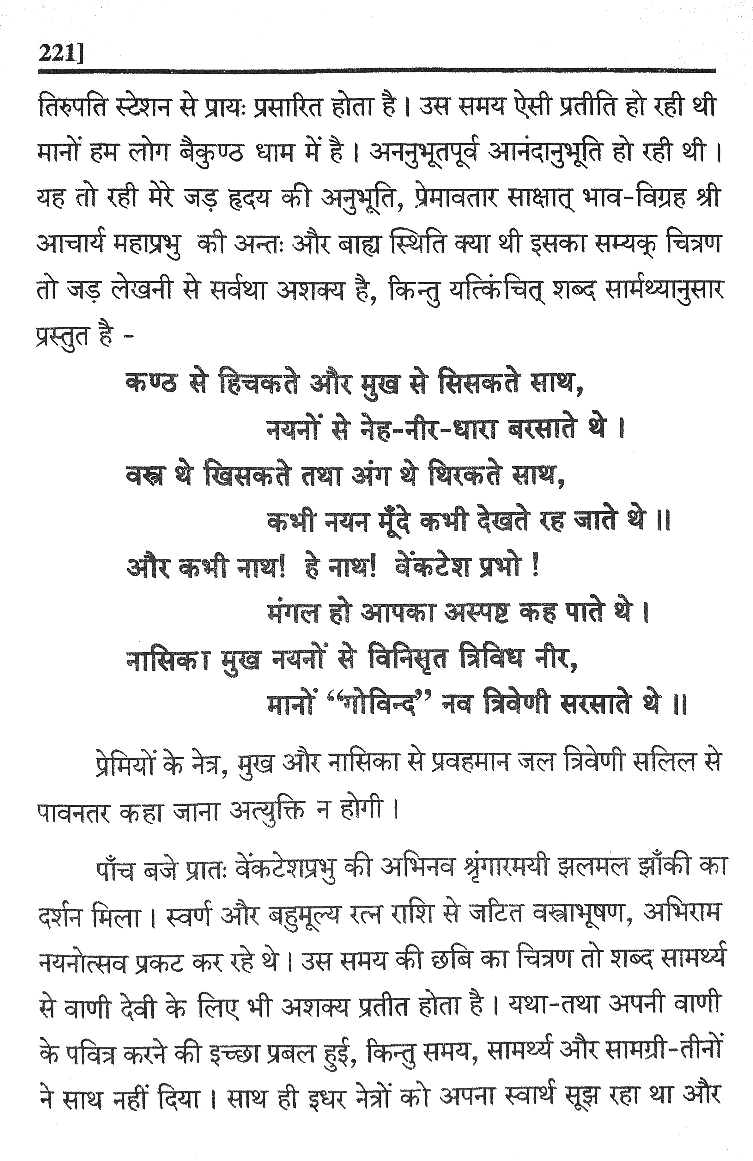 221]
तिरुपति स्टेशन से प्रायः प्रसारित होता है । उस समय ऐसी प्रतीति हो रही थी
मानों हम लोग बैकुण्ठ धाम में है । अननुभूतपूर्व आनंदानुभूति हो रही थी ।
यह तो रही मेरे जड़ हृदय की अनुभूति, प्रेमावतार साक्षात् भाव-विग्रह श्री
आचार्य महाप्रभु की अन्तः और बाह्य स्थिति क्या थी इसका सम्यक् चित्रण
तो जड़ लेखनी से सर्वथा अशक्य है, किन्तु यत्किंचित् शब्द सार्मथ्यानुसार
प्रस्तुत है -
कण्ठ से हिचकते और मुख से सिसकते साथ,
नयनों से नेह-नीर-धारा बरसाते थे ।
वस्त्र थे खिसकते तथा अंग थे थिरकते साथ,
कभी नयन मूँदे कभी देखते रह जाते थे ॥
और कभी नाथ! हे नाथ! वेंकटेश प्रभो !
मंगल हो आपका अस्पष्ट कह पाते थे ।
नासिका मुख नयनों से विनिसृत त्रिविध नीर,
मानों “गोविन्द” नव त्रिवेणी सरसाते थे ॥
प्रेमियों के नेत्र, मुख और नासिका से प्रवहमान जल त्रिवेणी सलिल से
पावनतर कहा जाना अत्युक्ति न होगी ।
पाँच बजे प्रातः वेंकटेशप्रभु की अभिनव श्रृंगारमयी झलमल झाँकी का
दर्शन मिला । स्वर्ण और बहुमूल्य रत्न राशि से जटित वस्त्राभूषण, अभिराम
नयनोत्सव प्रकट कर रहे थे । उस समय की छबि का चित्रण तो शब्द सामर्थ्य
से वाणी देवी के लिए भी अशक्य प्रतीत होता है । यथा-तथा अपनी वाणी
के पवित्र करने की इच्छा प्रबल हुई, किन्तु समय, सामर्थ्य और सामग्री-तीनों
ने साथ नहीं दिया । साथ ही इधर नेत्रों को अपना स्वार्थ सूझ रहा था और